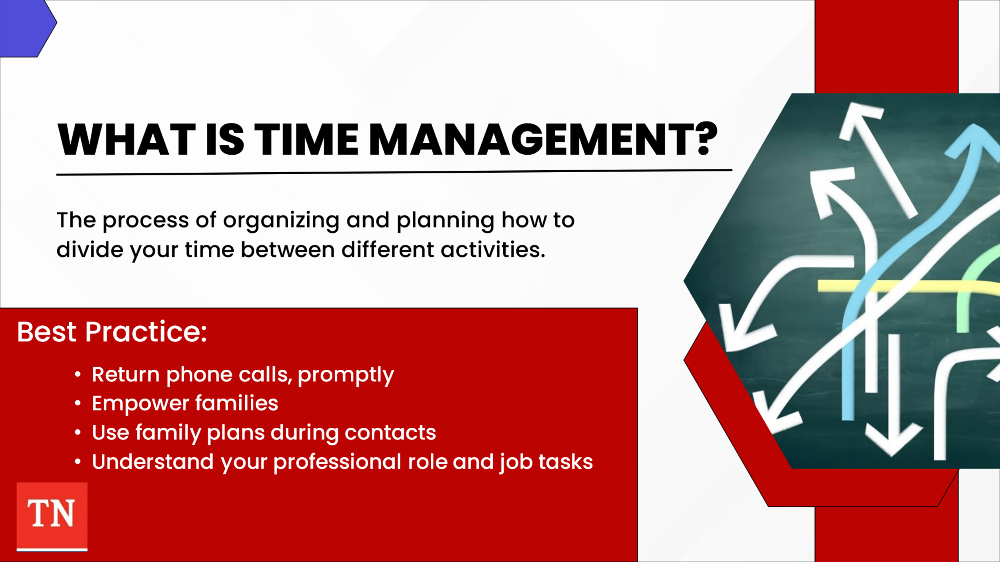 WHAT IS TIME MANAGEMENT?
The process of organizing and planning how to
divide your time between different activities.
Best Practice:
• Return phone calls, promptly
• Empower families
• Use family plans during contacts
• Understand your professional role and job tasks
TN